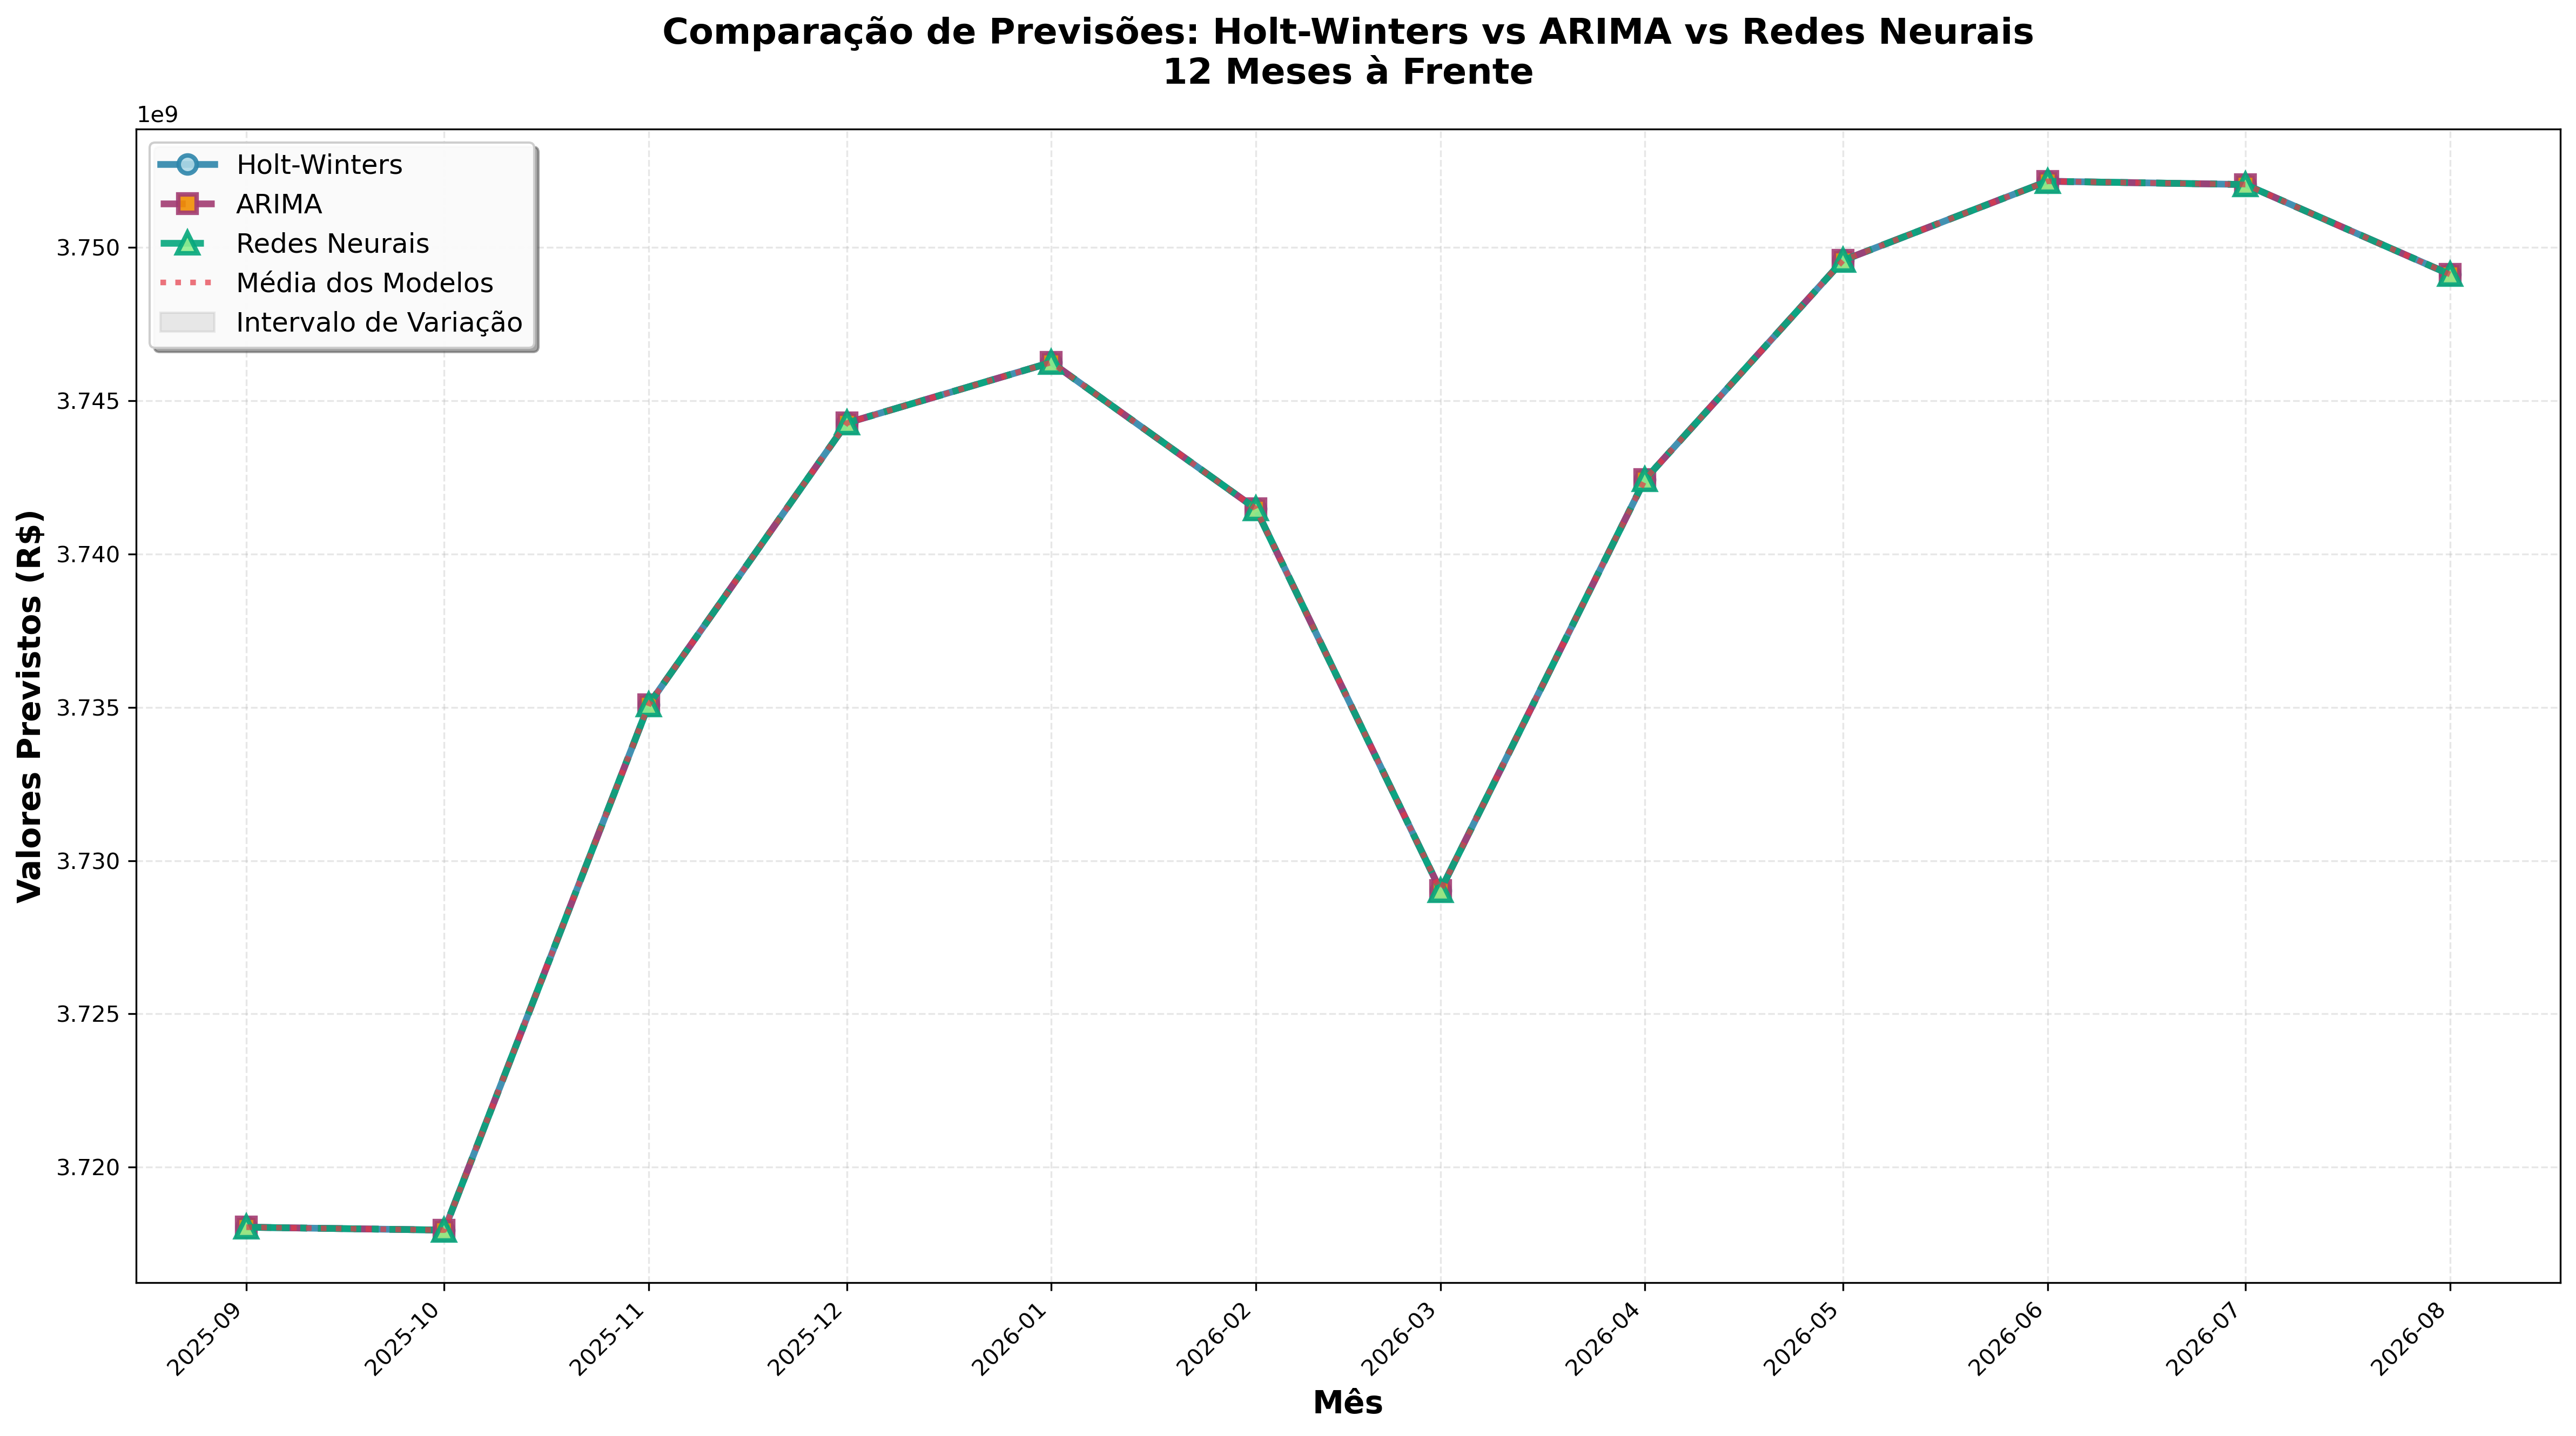 Comparação de Previsões: Holt-Winters vs ARIMA vs Redes Neurais
12 Meses à Frente
1e9
Holt-Winters
ARIMA
Redes Neurais
Média dos Modelos
Intervalo de Variação
Valores Previstos (R$)
3.750
3.745
3.740
3.735
3.730
3.725
3.720
2025-09
2025-10
2025-11
2025-12
2026-01
2026-02
2026-03
2026-04
2026-05
2026-06
2026-07
2026-08
Mês